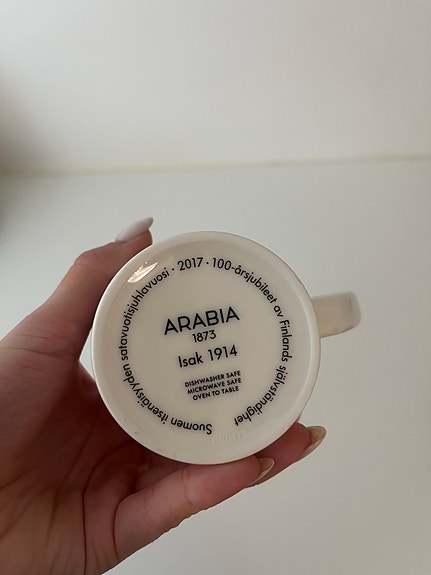 Suomen itsenäisyyden satavuotisjuhlavuosi · 2017 · 100-årsjubileet av Finlands självständighet
ARABIA
1873
Isak 1914
DISHWASHER SAFE
MICROWAVE SAFE
OVEN TO TABLE